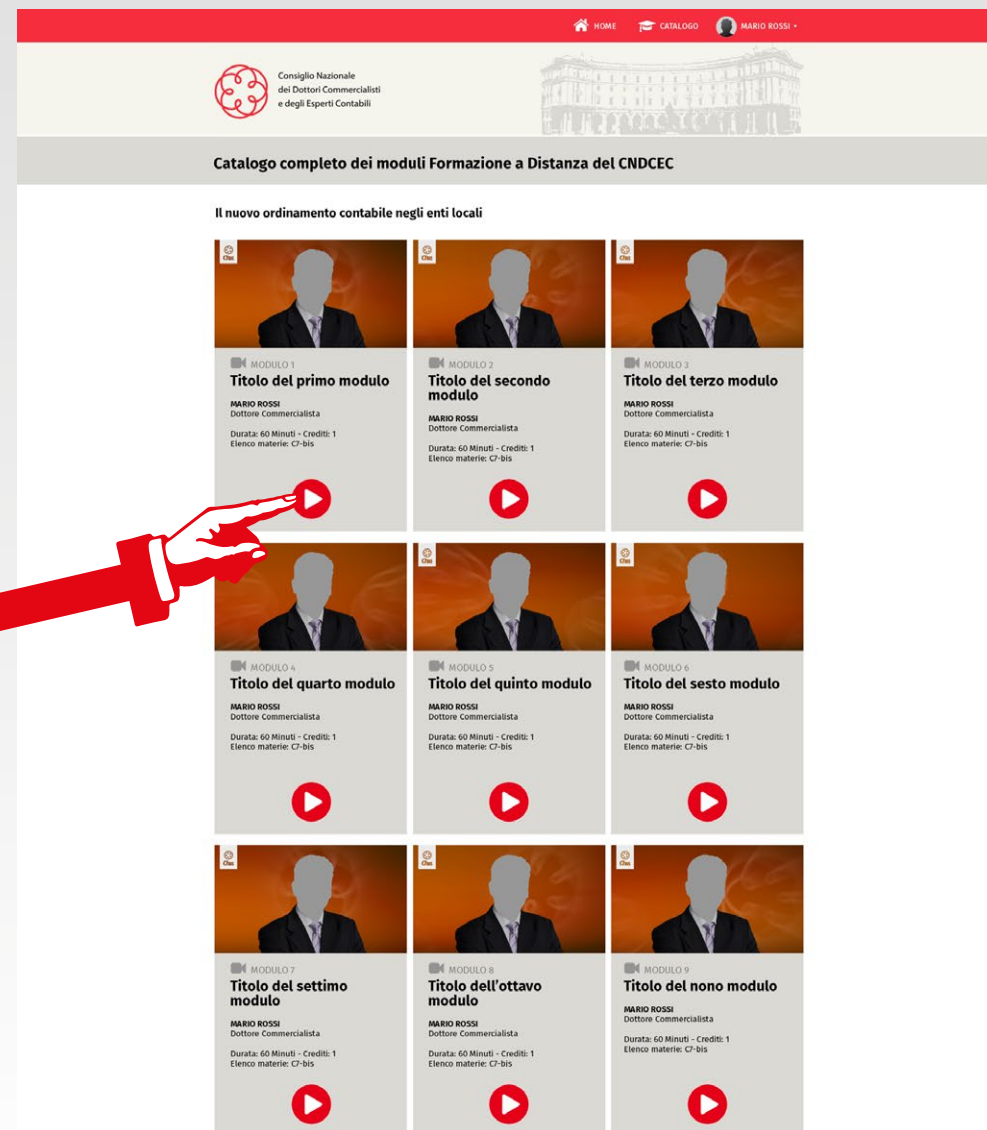 HOME CATALOGO MARIO ROSSI
Consiglio Nazionale
dei Dottori Commercialisti
e degli Esperti Contabili
Catalogo completo dei moduli Formazione a Distanza del CNDCEC
Il nuovo ordinamento contabile negli enti locali
MODULO 1
Titolo del primo modulo
MARIO ROSSI
Dottore Commercialista
Durata: 60 Minuti - Crediti: 1
Elenco materie: C7-bis
MODULO 2
Titolo del secondo
modulo
MARIO ROSSI
Dottore Commercialista
Durata: 60 Minuti - Crediti: 1
Elenco materie: C7-bis
MODULO 3
Titolo del terzo modulo
MARIO ROSSI
Dottore Commercialista
Durata: 60 Minuti - Crediti: 1
Elenco materie: C7-bis
MODULO 4
Titolo del quarto modulo
MARIO ROSSI
Dottore Commercialista
Durata: 60 Minuti - Crediti: 1
Elenco materie: C7-bis
MODULO 5
Titolo del quinto modulo
MARIO ROSSI
Dottore Commercialista
Durata: 60 Minuti - Crediti: 1
Elenco materie: C7-bis
MODULO 6
Titolo del sesto modulo
MARIO ROSSI
Dottore Commercialista
Durata: 60 Minuti - Crediti: 1
Elenco materie: C7-bis
MODULO 7
Titolo del settimo
modulo
MARIO ROSSI
Dottore Commercialista
Durata: 60 Minuti - Crediti: 1
Elenco materie: C7-bis
MODULO 8
Titolo dell’ottavo
modulo
MARIO ROSSI
Dottore Commercialista
Durata: 60 Minuti - Crediti: 1
Elenco materie: C7-bis
MODULO 9
Titolo del nono modulo
MARIO ROSSI
Dottore Commercialista
Durata: 60 Minuti - Crediti: 1
Elenco materie: C7-bis